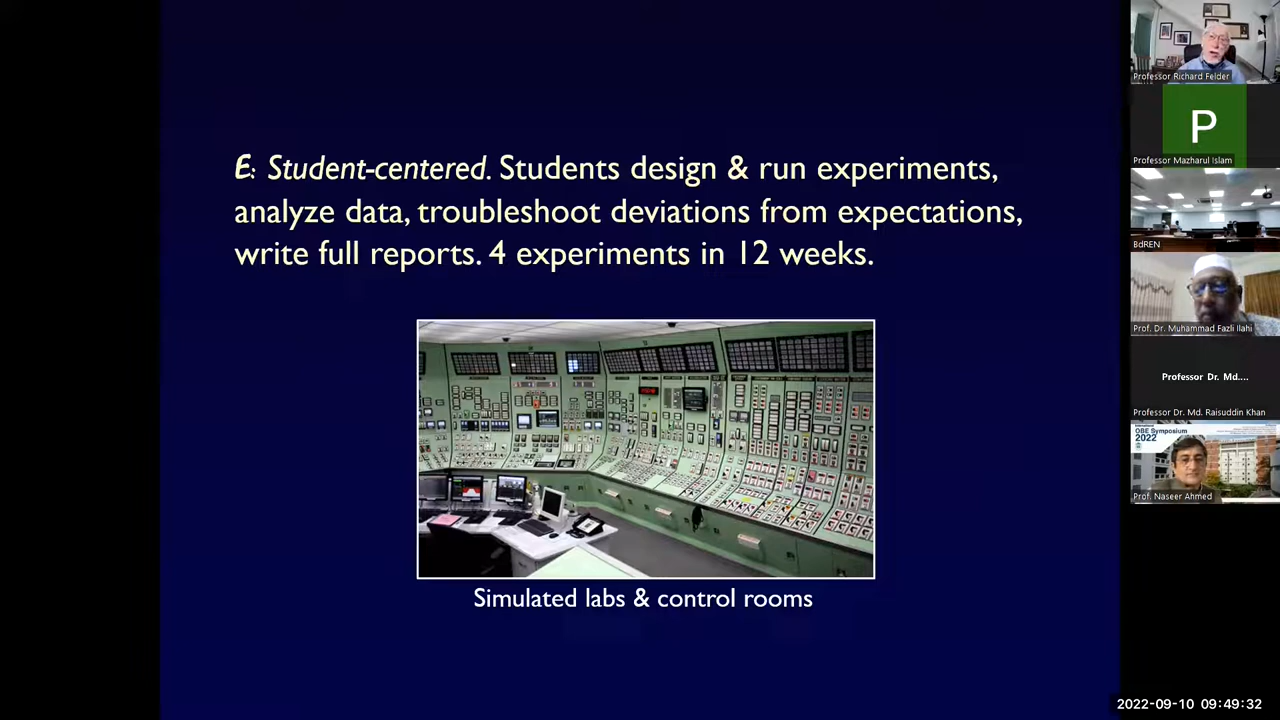 E: Student-centered. Students design & run experiments,
analyze data, troubleshoot deviations from expectations,
write full reports. 4 experiments in 12 weeks.
Simulated labs & control rooms
Professor Richard Felder
P
Professor Mazharul Islam
BdREN
Prof. Dr. Muhammad Fazli Ilahi
Professor Dr. Md....
Professor Dr. Md. Raisuddin Khan
International
OBE Symposium
2022
Prof. Naseer Ahmed
2022-09-10 09:49:32